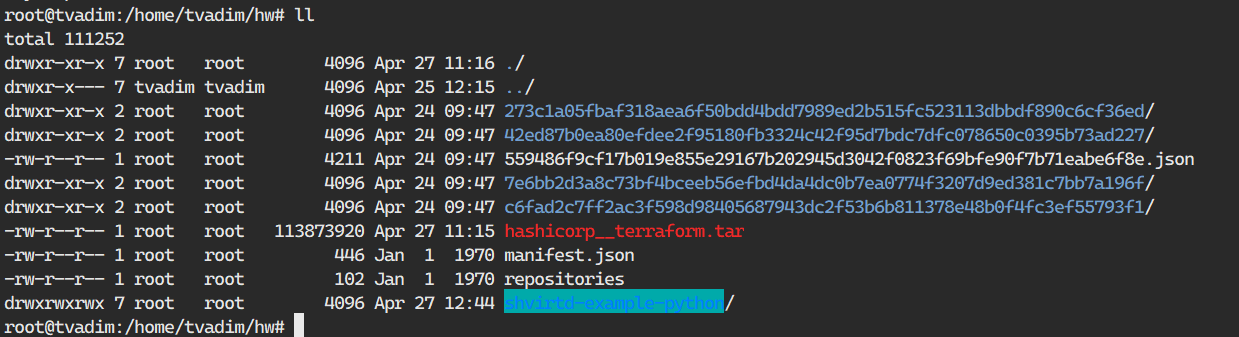 root@tvadim:/home/tvadim/hw# ll
total 111252
drwxr-xr-x 7 root   root        4096 Apr 27 11:16 ./
drwxr-x--- 7 tvadim tvadim      4096 Apr 25 12:15 ../
drwxr-xr-x 2 root   root        4096 Apr 24 09:47 273c1a05fbaf318aea6f50bdd4bdd7989ed2b515fc523113dbbdf890c6cf36ed/
drwxr-xr-x 2 root   root        4096 Apr 24 09:47 42ed87b0ea80efdee2f95180fb3324c42f95d7bdc7dfc078650c0395b73ad227/
-rw-r--r-- 1 root   root        4211 Apr 24 09:47 559486f9cf17b019e855e29167b202945d3042f0823f69bfe90f7b71eabe6f8e.json
drwxr-xr-x 2 root   root        4096 Apr 24 09:47 7e6bb2d3a8c73bf4bceeb56efbd4da4dc0b7ea0774f3207d9ed381c7bb7a196f/
drwxr-xr-x 2 root   root        4096 Apr 24 09:47 c6fad2c7ff2ac3f598d98405687943dc2f53b6b811378e48b0f4fc3ef55793f1/
-rw-r--r-- 1 root   root   113873920 Apr 27 11:15 hashicorp__terraform.tar
-rw-r--r-- 1 root   root         446 Jan  1  1970 manifest.json
-rw-r--r-- 1 root   root         102 Jan  1  1970 repositories
drwxrwxrwx 7 root   root        4096 Apr 27 12:44 shvirtd-example-python/
root@tvadim:/home/tvadim/hw#